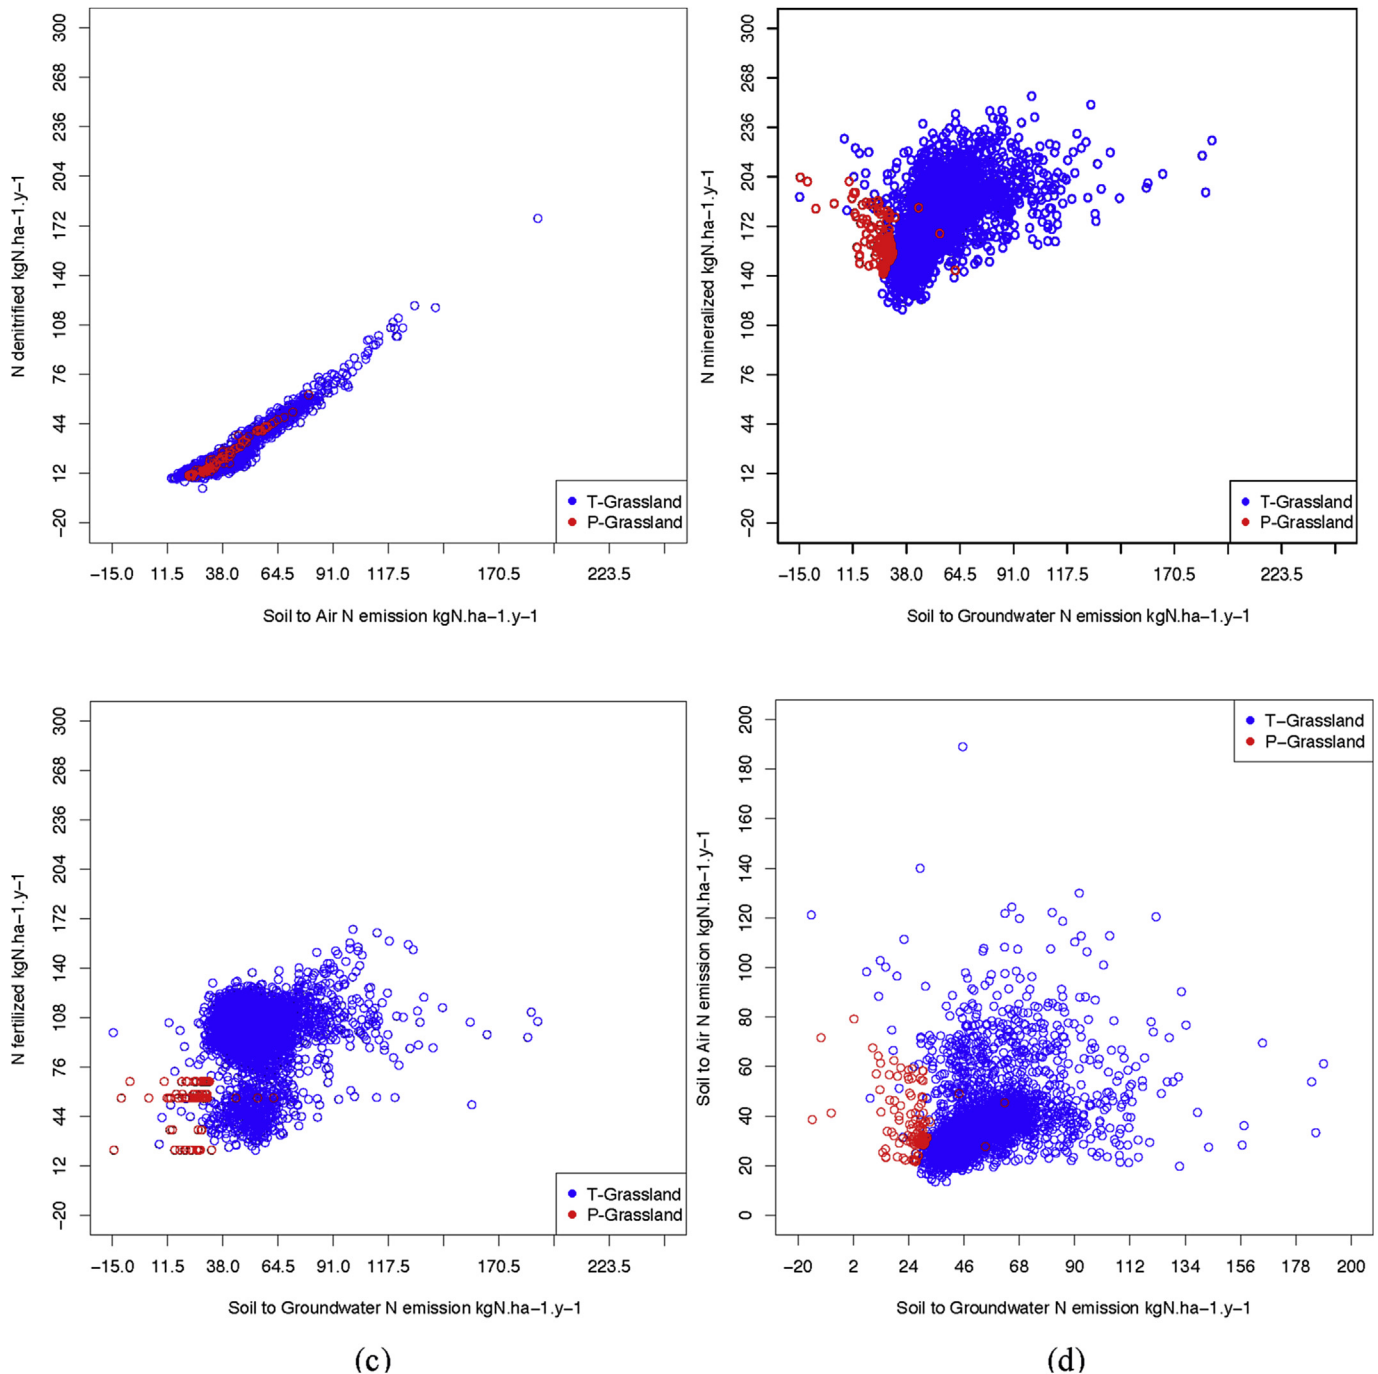 300
268
236
204
172
140
108
76
44
12
−20
N denitrified kgN.ha−1.y−1
T-Grassland
P-Grassland
−15.0 11.5 38.0 64.5 91.0 117.5 170.5 223.5
Soil to Air N emission kgN.ha−1.y−1
300
268
236
204
172
140
108
76
44
12
−20
N mineralized kgN.ha−1.y−1
T-Grassland
P-Grassland
−15.0 11.5 38.0 64.5 91.0 117.5 170.5 223.5
Soil to Groundwater N emission kgN.ha−1.y−1
300
268
236
204
172
140
108
76
44
12
−20
N fertilized kgN.ha−1.y−1
T-Grassland
P-Grassland
−15.0 11.5 38.0 64.5 91.0 117.5 170.5 223.5
Soil to Groundwater N emission kgN.ha−1.y−1
(c)
200
180
160
140
120
100
80
60
40
20
0
Soil to Air N emission kgN.ha−1.y−1
T−Grassland
P−Grassland
−20 2 24 46 68 90 112 134 156 178 200
Soil to Groundwater N emission kgN.ha−1.y−1
(d)